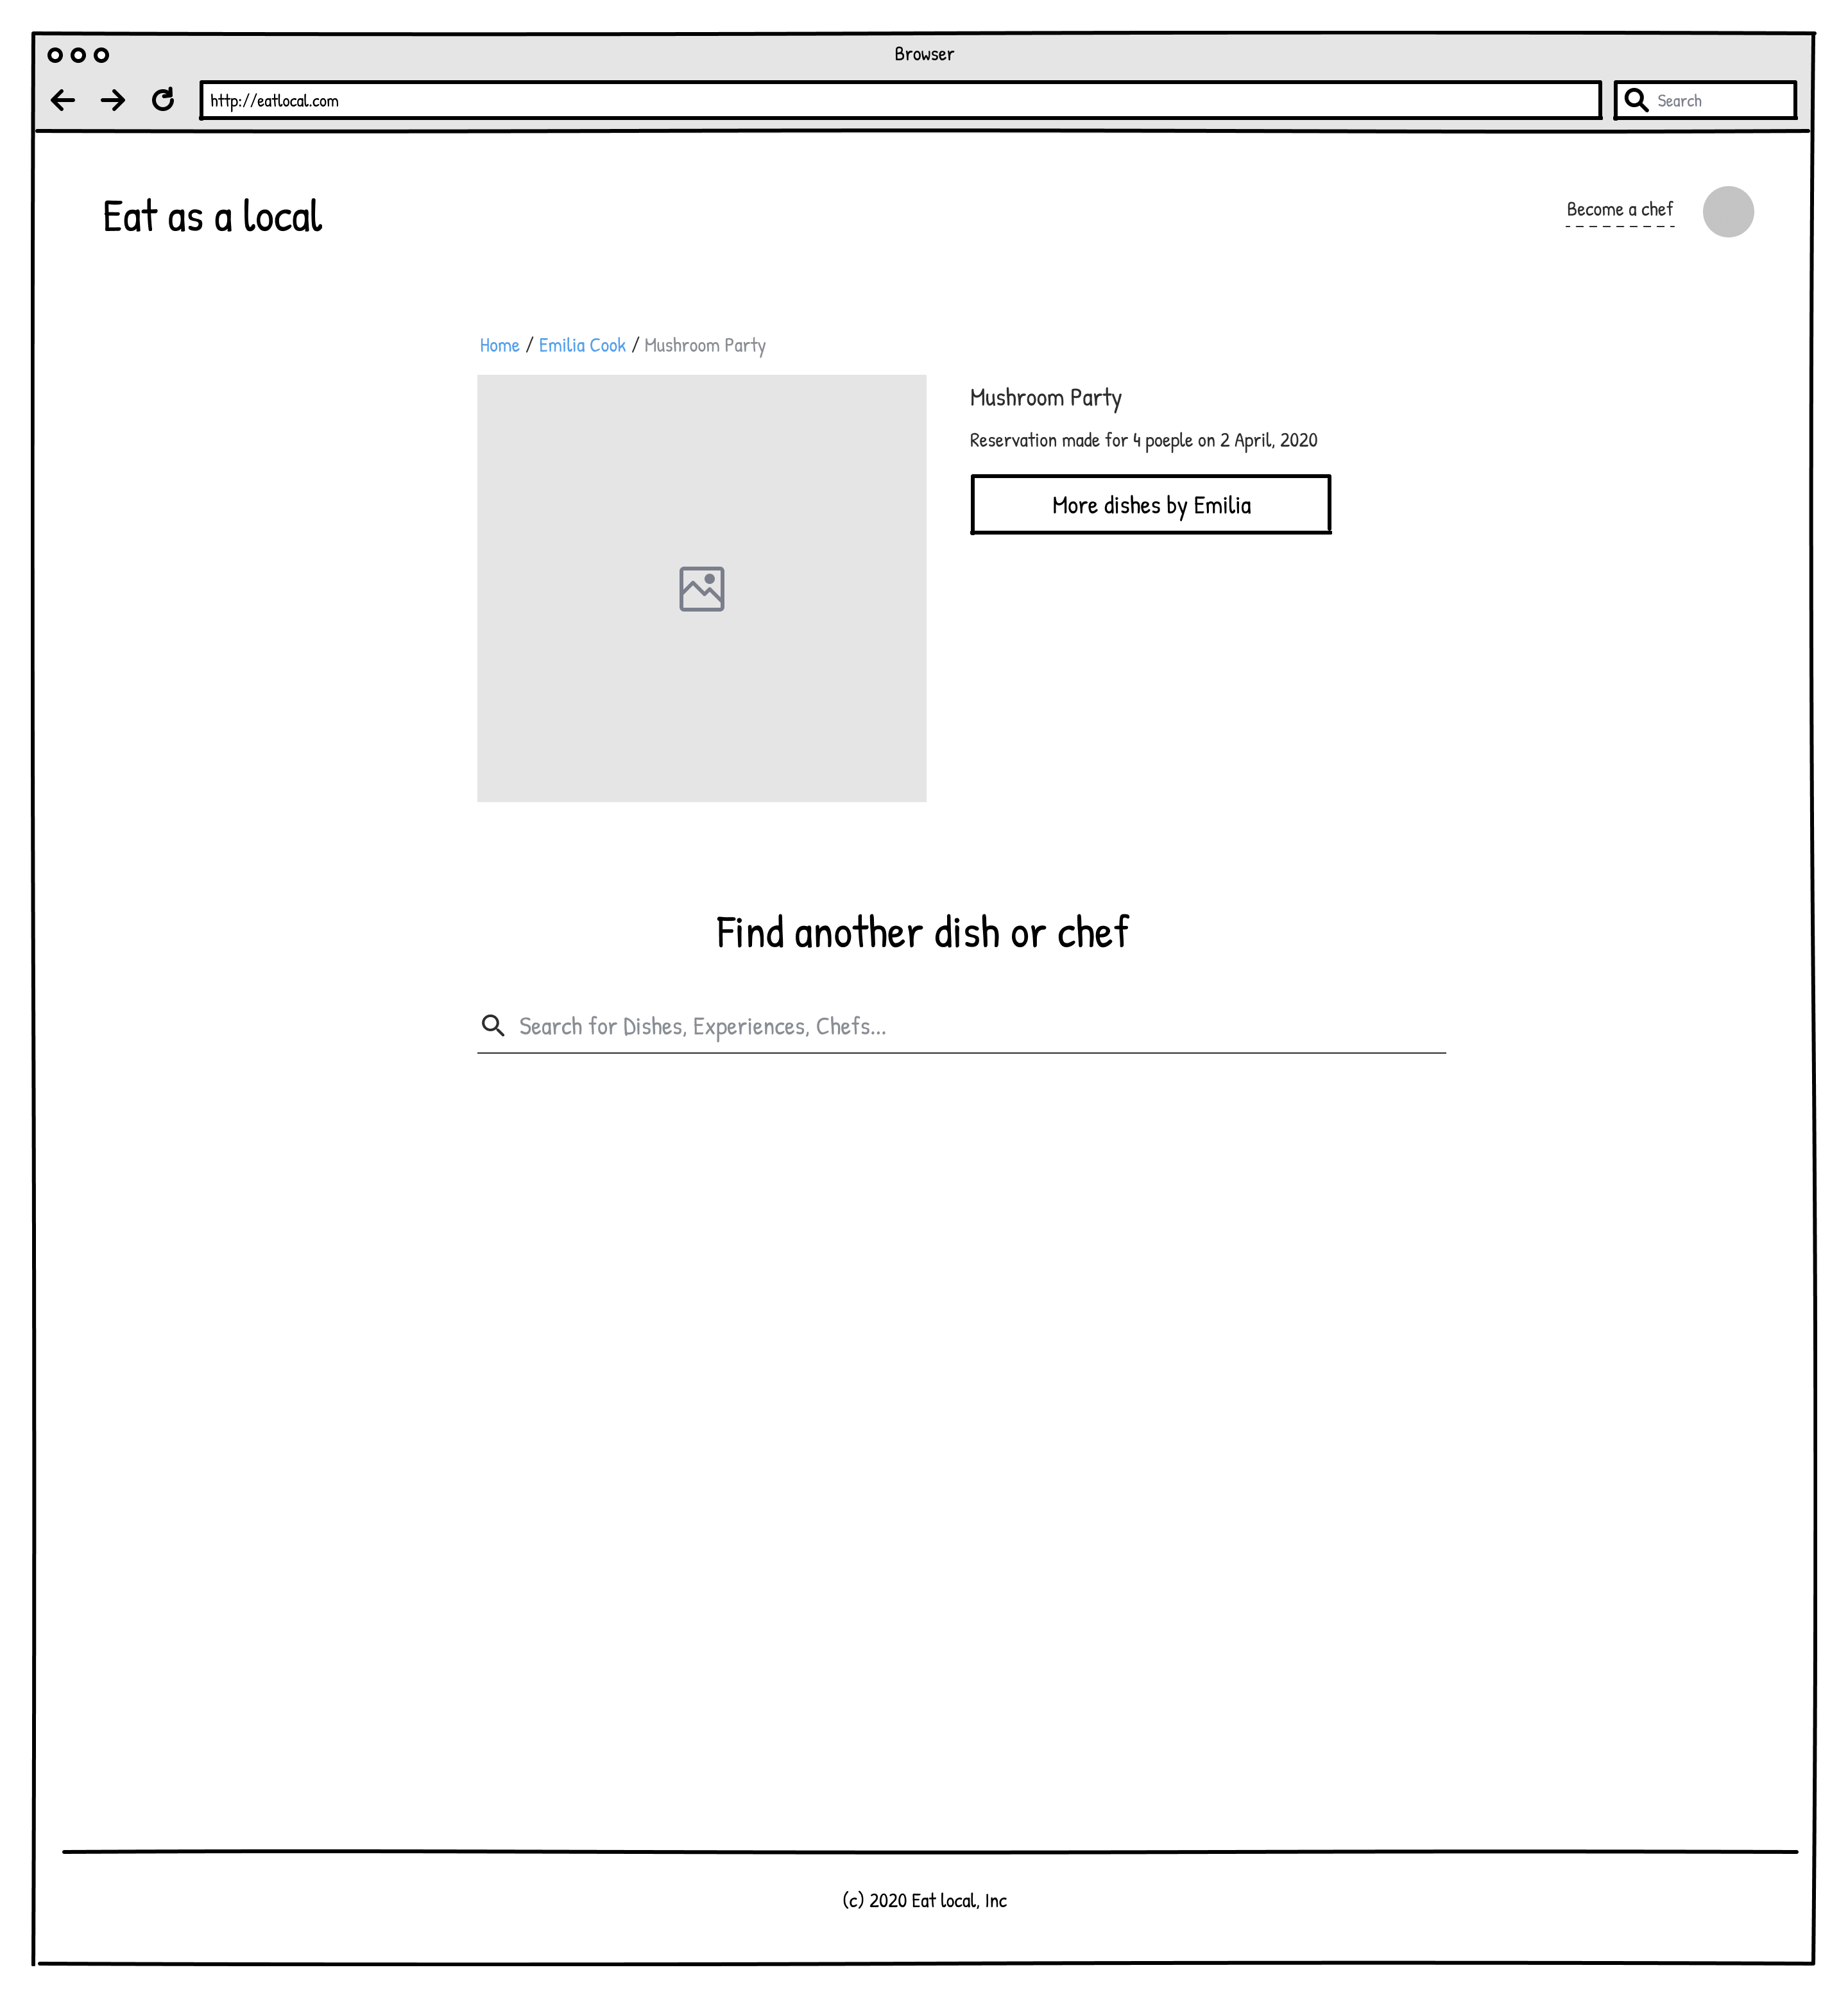 Browser
http://eatlocal.com
Search
Eat as a local
Become a chef
Home / Emilia Cook / Mushroom Party
Mushroom Party
Reservation made for 4 poeple on 2 April, 2020
More dishes by Emilia
Find another dish or chef
Search for Dishes, Experiences, Chefs...
(c) 2020 Eat local, Inc